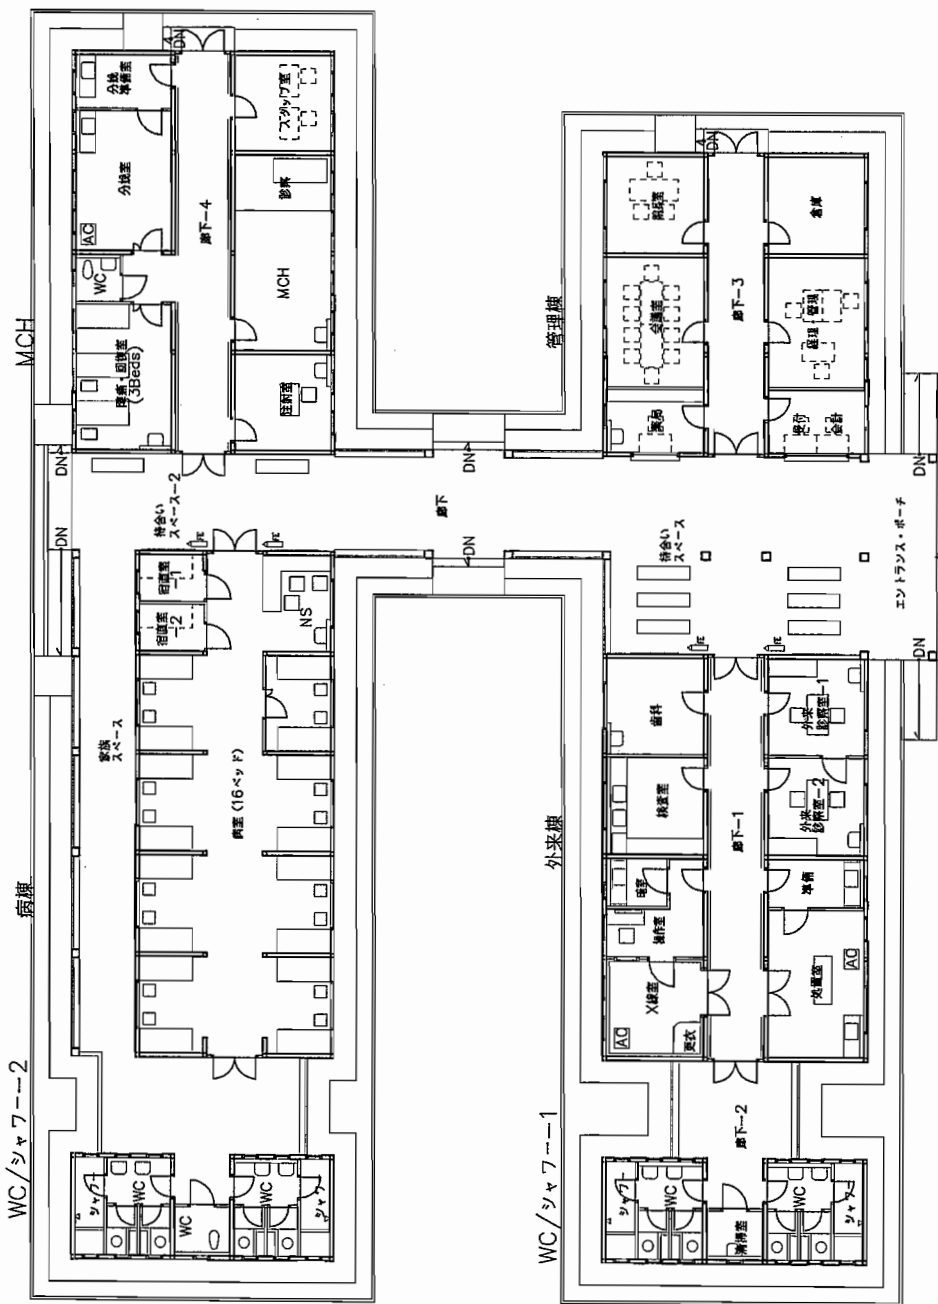 WC/シャワー-2
病棟
MCH
シャワー
WC
WC
WC
シャワー
家族
スペース
病室 (16ベッド)
宿直室
-2
宿直室
-1
NS
待合い
スペース-2
FE
FE
DN
DN
陣痛・回復室
(3Beds)
WC
AC
分娩室
分娩
準備室
DN
廊下-4
注射室
MCH
診察
スタッフ室
廊下
DN
DN
WC/シャワー-1
外来棟
管理棟
シャワー
WC
清掃室
WC
シャワー
廊下-2
AC
X線室
更衣
操作室
暗室
検査室
歯科
廊下-1
処置室
AC
準備
外来
診察室-2
外来
診察室-1
FE
FE
待合い
スペース
薬局
会議室
院長室
廊下-3
DN
受付
会計
経理
管理
倉庫
DN
DN
エントランス・ポーチ